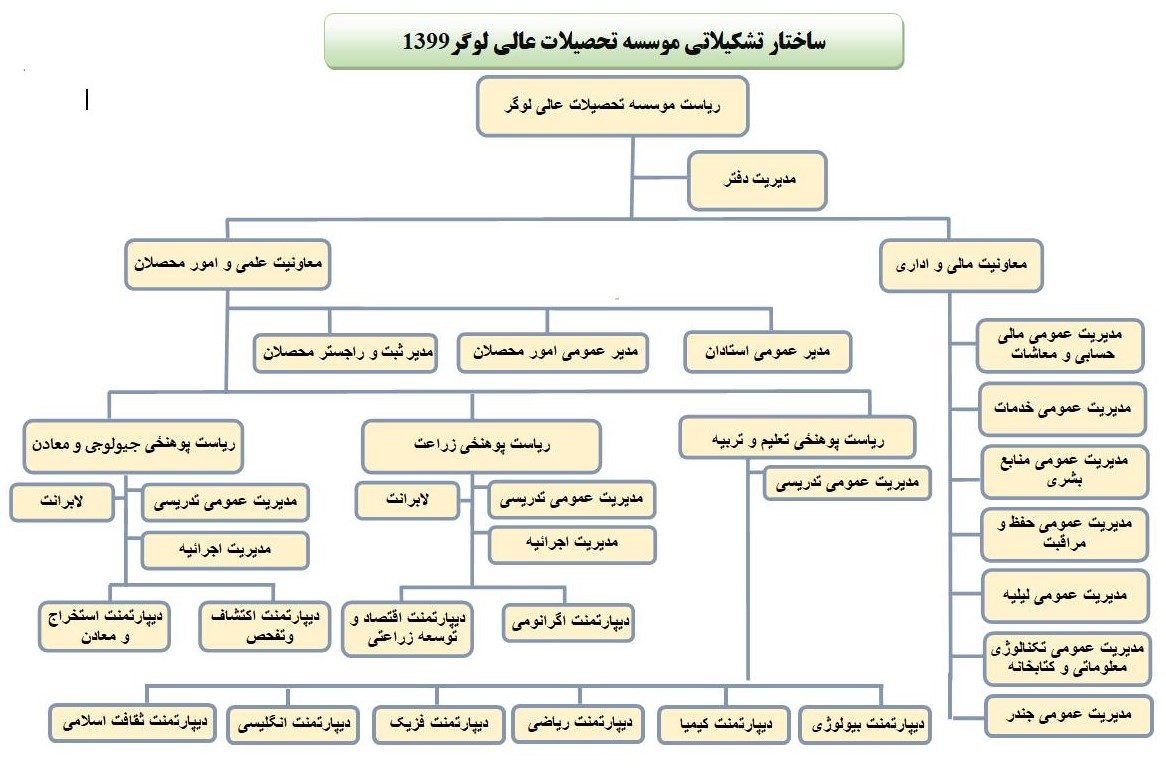 ساختار تشکیلاتی موسسه تحصیلات عالی لوگر 1399
ریاست موسسه تحصیلات عالی لوگر
مدیریت دفتر
معاونیت مالی و اداری
معاونیت علمی و امور محصلان
مدیریت عمومی مالی
حسابی و معاشات
مدیریت عمومی خدمات
مدیریت عمومی منابع
بشری
مدیریت عمومی حفظ و
مراقبت
مدیریت عمومی لیلیه
مدیریت عمومی تکنالوژی
معلوماتی و کتابخانه
مدیریت عمومی جندر
مدیر عمومی استادان
مدیر عمومی امور محصلان
مدیر ثبت و راجستر محصلان
ریاست پوهنځی تعلیم و تربیه
مدیریت عمومی تدریسی
ریاست پوهنځی زراعت
مدیریت عمومی تدریسی
لابرانت
مدیریت اجرائیه
ریاست پوهنځی جیولوجی و معادن
مدیریت عمومی تدریسی
لابرانت
مدیریت اجرائیه
دیپارتمنت اگرانومی
دیپارتمنت اقتصاد و
توسعه زراعتی
دیپارتمنت اکتشاف
وتفحص
دیپارتمنت استخراج
و معادن
دیپارتمنت بیولوژی
دیپارتمنت کیمیا
دیپارتمنت ریاضی
دیپارتمنت فزیک
دیپارتمنت انگلیسی
دیپارتمنت ثقافت اسلامی